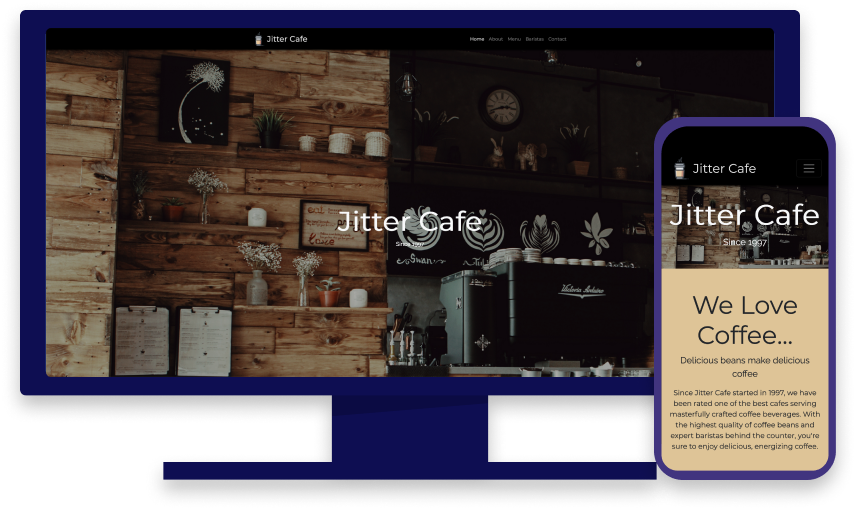 Jitter Cafe
Home About Menu Baristas Contact
Jitter Cafe
Since 1997
Swan
Victoria Arduino
Jitter Cafe
Jitter Cafe
Since 1997
We Love
Coffee...
Delicious beans make delicious
coffee
Since Jitter Cafe started in 1997, we have
been rated one of the best cafes serving
masterfully crafted coffee beverages. With
the highest quality of coffee beans and
expert baristas behind the counter, you're
sure to enjoy delicious, energizing coffee.